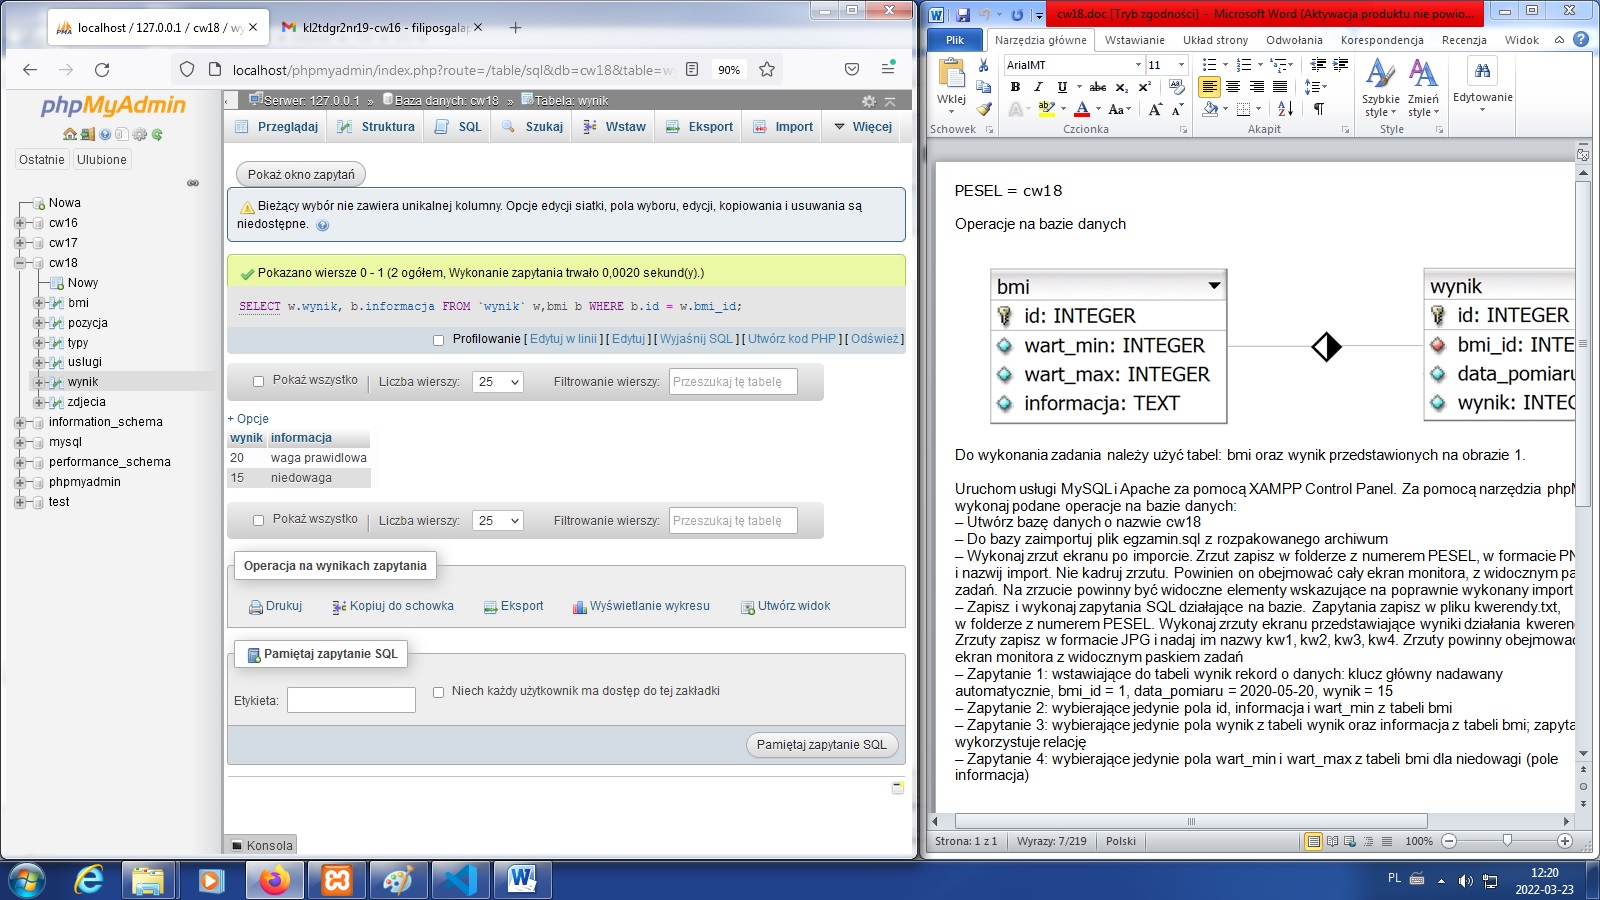 localhost / 127.0.0.1 / cw18 / wy
kl2tdgr2nr19-cw16 - filiposgalap
localhost/phpmyadmin/index.php?route=/table/sql&db=cw18&table=wy
90%
phpMyAdmin
Ostatnie
Ulubione
Nowa
cw16
cw17
cw18
Nowy
bmi
pozycja
typy
uslugi
wynik
zdjecia
information_schema
mysql
performance_schema
phpmyadmin
test
Serwer: 127.0.0.1 » Baza danych: cw18 » Tabela: wynik
Przeglądaj Struktura SQL Szukaj Wstaw Eksport Import Więcej
Pokaż okno zapytań
Bieżący wybór nie zawiera unikalnej kolumny. Opcje edycji siatki, pola wyboru, edycji, kopiowania i usuwania są
niedostępne.
Pokazano wiersze 0 - 1 (2 ogółem, Wykonanie zapytania trwało 0,0020 sekund(y).)
SELECT w.wynik, b.informacja FROM `wynik` w,bmi b WHERE b.id = w.bmi_id;
Profilowanie [ Edytuj w linii ] [ Edytuj ] [ Wyjaśnij SQL ] [ Utwórz kod PHP ] [ Odśwież ]
Pokaż wszystko | Liczba wierszy: 25 Filtrowanie wierszy: Przeszukaj tę tabelę
+ Opcje
wynik informacja
20 waga prawidlowa
15 niedowaga
Pokaż wszystko | Liczba wierszy: 25 Filtrowanie wierszy: Przeszukaj tę tabelę
Operacja na wynikach zapytania
Drukuj Kopiuj do schowka Eksport Wyświetlanie wykresu Utwórz widok
Pamiętaj zapytanie SQL
Etykieta:
Niech każdy użytkownik ma dostęp do tej zakładki
Pamiętaj zapytanie SQL
Konsola
cw18.doc [Tryb zgodności] - Microsoft Word (Aktywacja produktu nie powio...
Plik Narzędzia główne Wstawianie Układ strony Odwołania Korespondencja Recenzja Widok
Wklej
ArialMT 11
Szybkie style
Zmień style
Edytowanie
Schowek Czcionka Akapit Style
PESEL = cw18
Operacje na bazie danych
bmi
id: INTEGER
wart_min: INTEGER
wart_max: INTEGER
informacja: TEXT
wynik
id: INTEGER
bmi_id: INTE
data_pomiaru
wynik: INTEG
Do wykonania zadania należy użyć tabel: bmi oraz wynik przedstawionych na obrazie 1.
Uruchom usługi MySQL i Apache za pomocą XAMPP Control Panel. Za pomocą narzędzia phpM
wykonaj podane operacje na bazie danych:
– Utwórz bazę danych o nazwie cw18
– Do bazy zaimportuj plik egzamin.sql z rozpakowanego archiwum
– Wykonaj zrzut ekranu po imporcie. Zrzut zapisz w folderze z numerem PESEL, w formacie PN
i nazwij import. Nie kadruj zrzutu. Powinien on obejmować cały ekran monitora, z widocznym pa
zadań. Na zrzucie powinny być widoczne elementy wskazujące na poprawnie wykonany import
– Zapisz i wykonaj zapytania SQL działające na bazie. Zapytania zapisz w pliku kwerendy.txt,
w folderze z numerem PESEL. Wykonaj zrzuty ekranu przedstawiające wyniki działania kweren
Zrzuty zapisz w formacie JPG i nadaj im nazwy kw1, kw2, kw3, kw4. Zrzuty powinny obejmowa
ekran monitora z widocznym paskiem zadań
– Zapytanie 1: wstawiające do tabeli wynik rekord o danych: klucz główny nadawany
automatycznie, bmi_id = 1, data_pomiaru = 2020-05-20, wynik = 15
– Zapytanie 2: wybierające jedynie pola id, informacja i wart_min z tabeli bmi
– Zapytanie 3: wybierające jedynie pola wynik z tabeli wynik oraz informacja z tabeli bmi; zapyta
wykorzystuje relację
– Zapytanie 4: wybierające jedynie pola wart_min i wart_max z tabeli bmi dla niedowagi (pole
informacja)
Strona: 1 z 1 Wyrazy: 7/219 Polski 100%
PL
12:20
2022-03-23